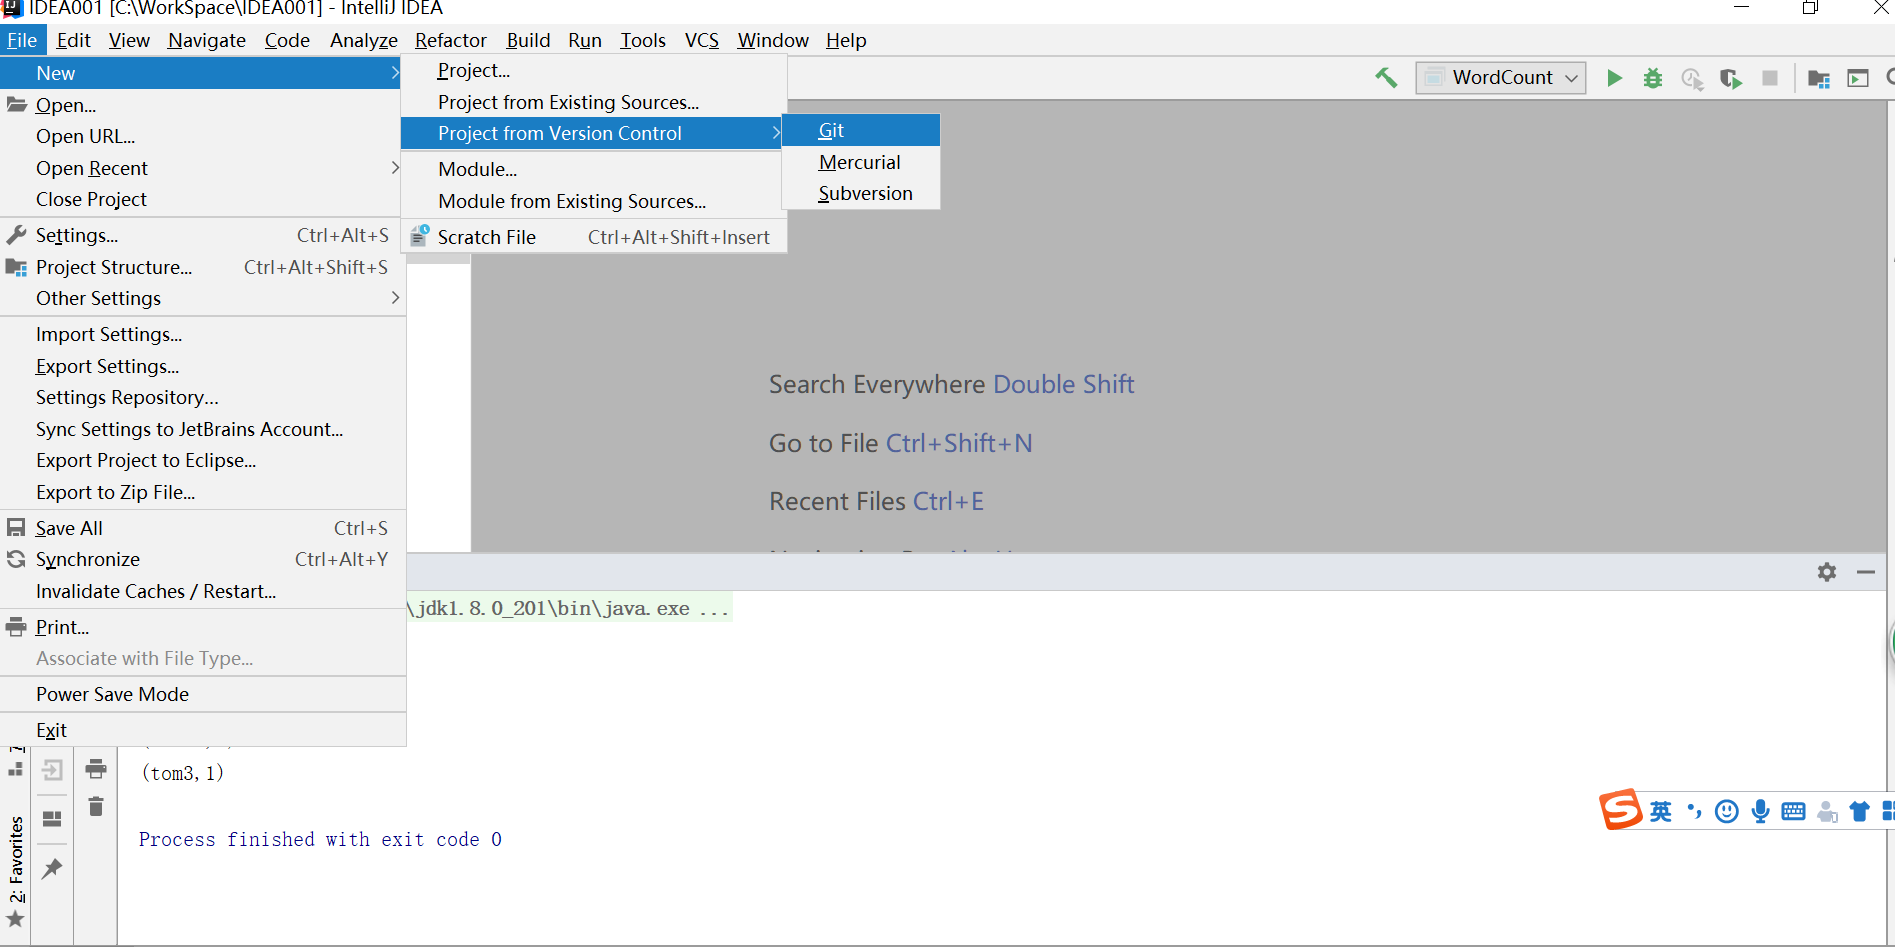 IDEA001 [C:\WorkSpace\IDEA001] - IntelliJ IDEA
File Edit View Navigate Code Analyze Refactor Build Run Tools VCS Window Help
New
Open...
Open URL...
Open Recent
Close Project
Settings... Ctrl+Alt+S
Project Structure... Ctrl+Alt+Shift+S
Other Settings
Import Settings...
Export Settings...
Settings Repository...
Sync Settings to JetBrains Account...
Export Project to Eclipse...
Export to Zip File...
Save All Ctrl+S
Synchronize Ctrl+Alt+Y
Invalidate Caches / Restart...
Print...
Associate with File Type...
Power Save Mode
Exit
Project...
Project from Existing Sources...
Project from Version Control
Module...
Module from Existing Sources...
Scratch File Ctrl+Alt+Shift+Insert
Git
Mercurial
Subversion
WordCount
Search Everywhere Double Shift
Go to File Ctrl+Shift+N
Recent Files Ctrl+E
\jdk1.8.0_201\bin\java.exe ...
(tom3,1)
Process finished with exit code 0
2: Favorites
英